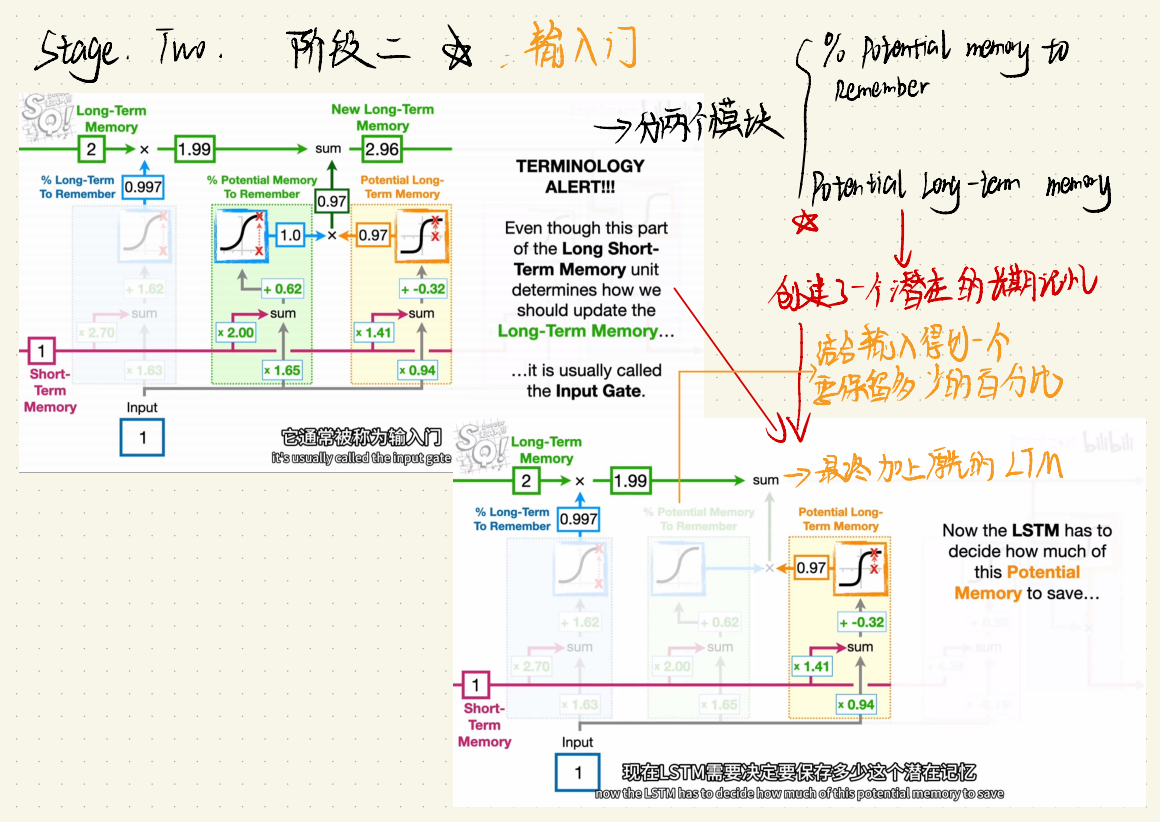 Stage. Two. 阶段二 ☆ . 输入门
% Potential memory to
Remember
→分两个模块
Potential Long-term memory
创建了一个潜在的长期记忆
结合输入得到一个
要保留多少的百分比
→最终加上原先的 LTM
SQ!
Long-Term
Memory
New Long-Term
Memory
2 × 1.99 sum 2.96
% Long-Term
To Remember
0.997
% Potential Memory
To Remember
0.97
Potential Long-
Term Memory
1.0 × 0.97
+ 1.62
+ 0.62
+ -0.32
sum
sum
sum
x 2.70
x 2.00
x 1.41
1
Short-
Term
Memory
x 1.63
x 1.65
x 0.94
Input
1
TERMINOLOGY
ALERT!!!
Even though this part
of the Long Short-
Term Memory unit
determines how we
should update the
Long-Term Memory…
…it is usually called
the Input Gate.
它通常被称为输入门
it's usually called the input gate
SQ!
bilibili
Long-Term
Memory
2 × 1.99 sum
% Long-Term
To Remember
0.997
% Potential Memory
To Remember
Potential Long-
Term Memory
× 0.97
+ 1.62
+ 0.62
+ -0.32
sum
sum
sum
sum
x 2.70
x 2.00
x 1.41
1
Short-
Term
Memory
x 1.63
x 1.65
x 0.94
Input
1
Now the LSTM has to
decide how much of
this Potential
Memory to save…
现在LSTM需要决定要保存多少这个潜在记忆
now the LSTM has to decide how much of this potential memory to save